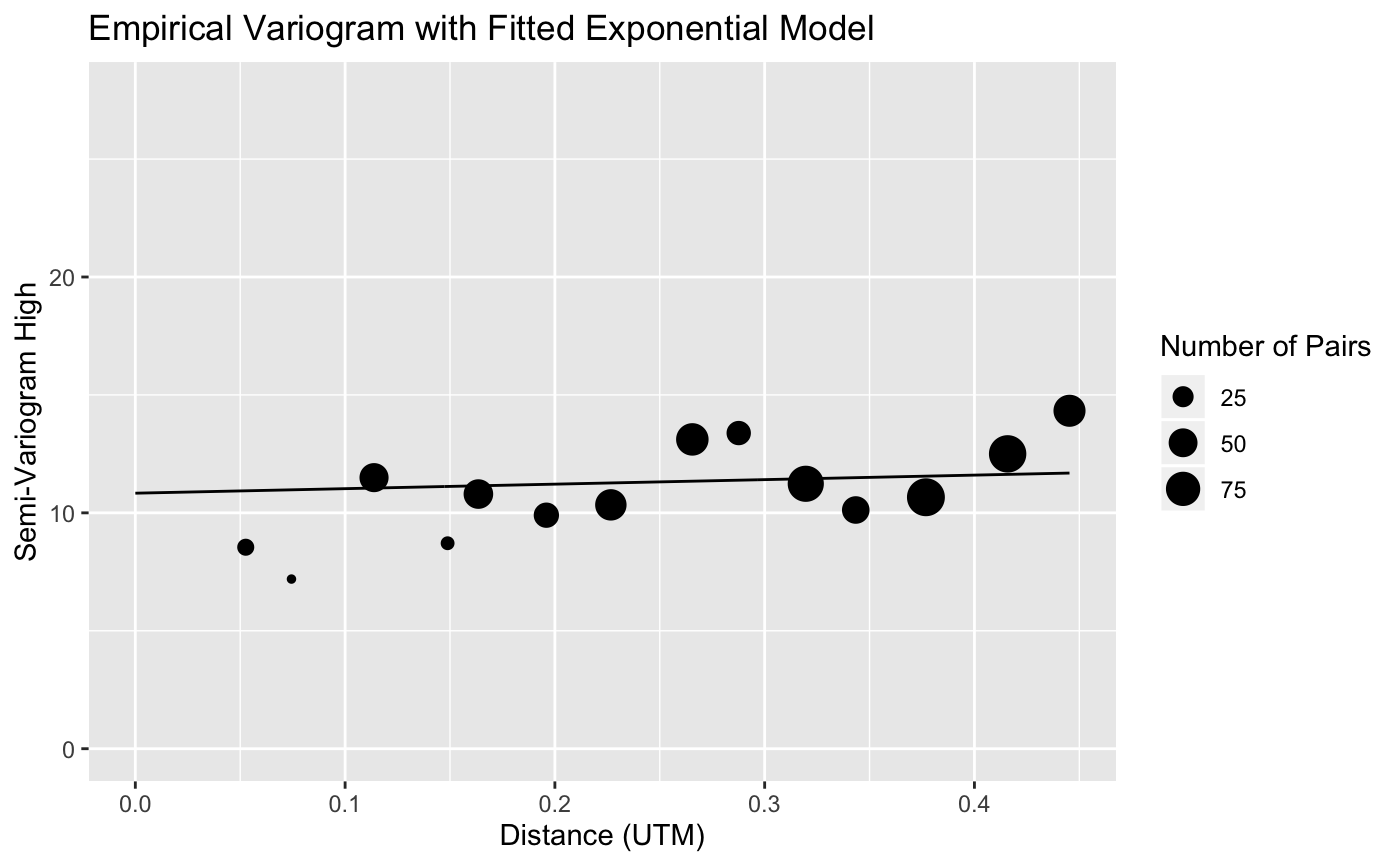 Empirical Variogram with Fitted Exponential Model
Semi-Variogram High
20
10
0
0.0
0.1
0.2
0.3
0.4
Distance (UTM)
Number of Pairs
25
50
75